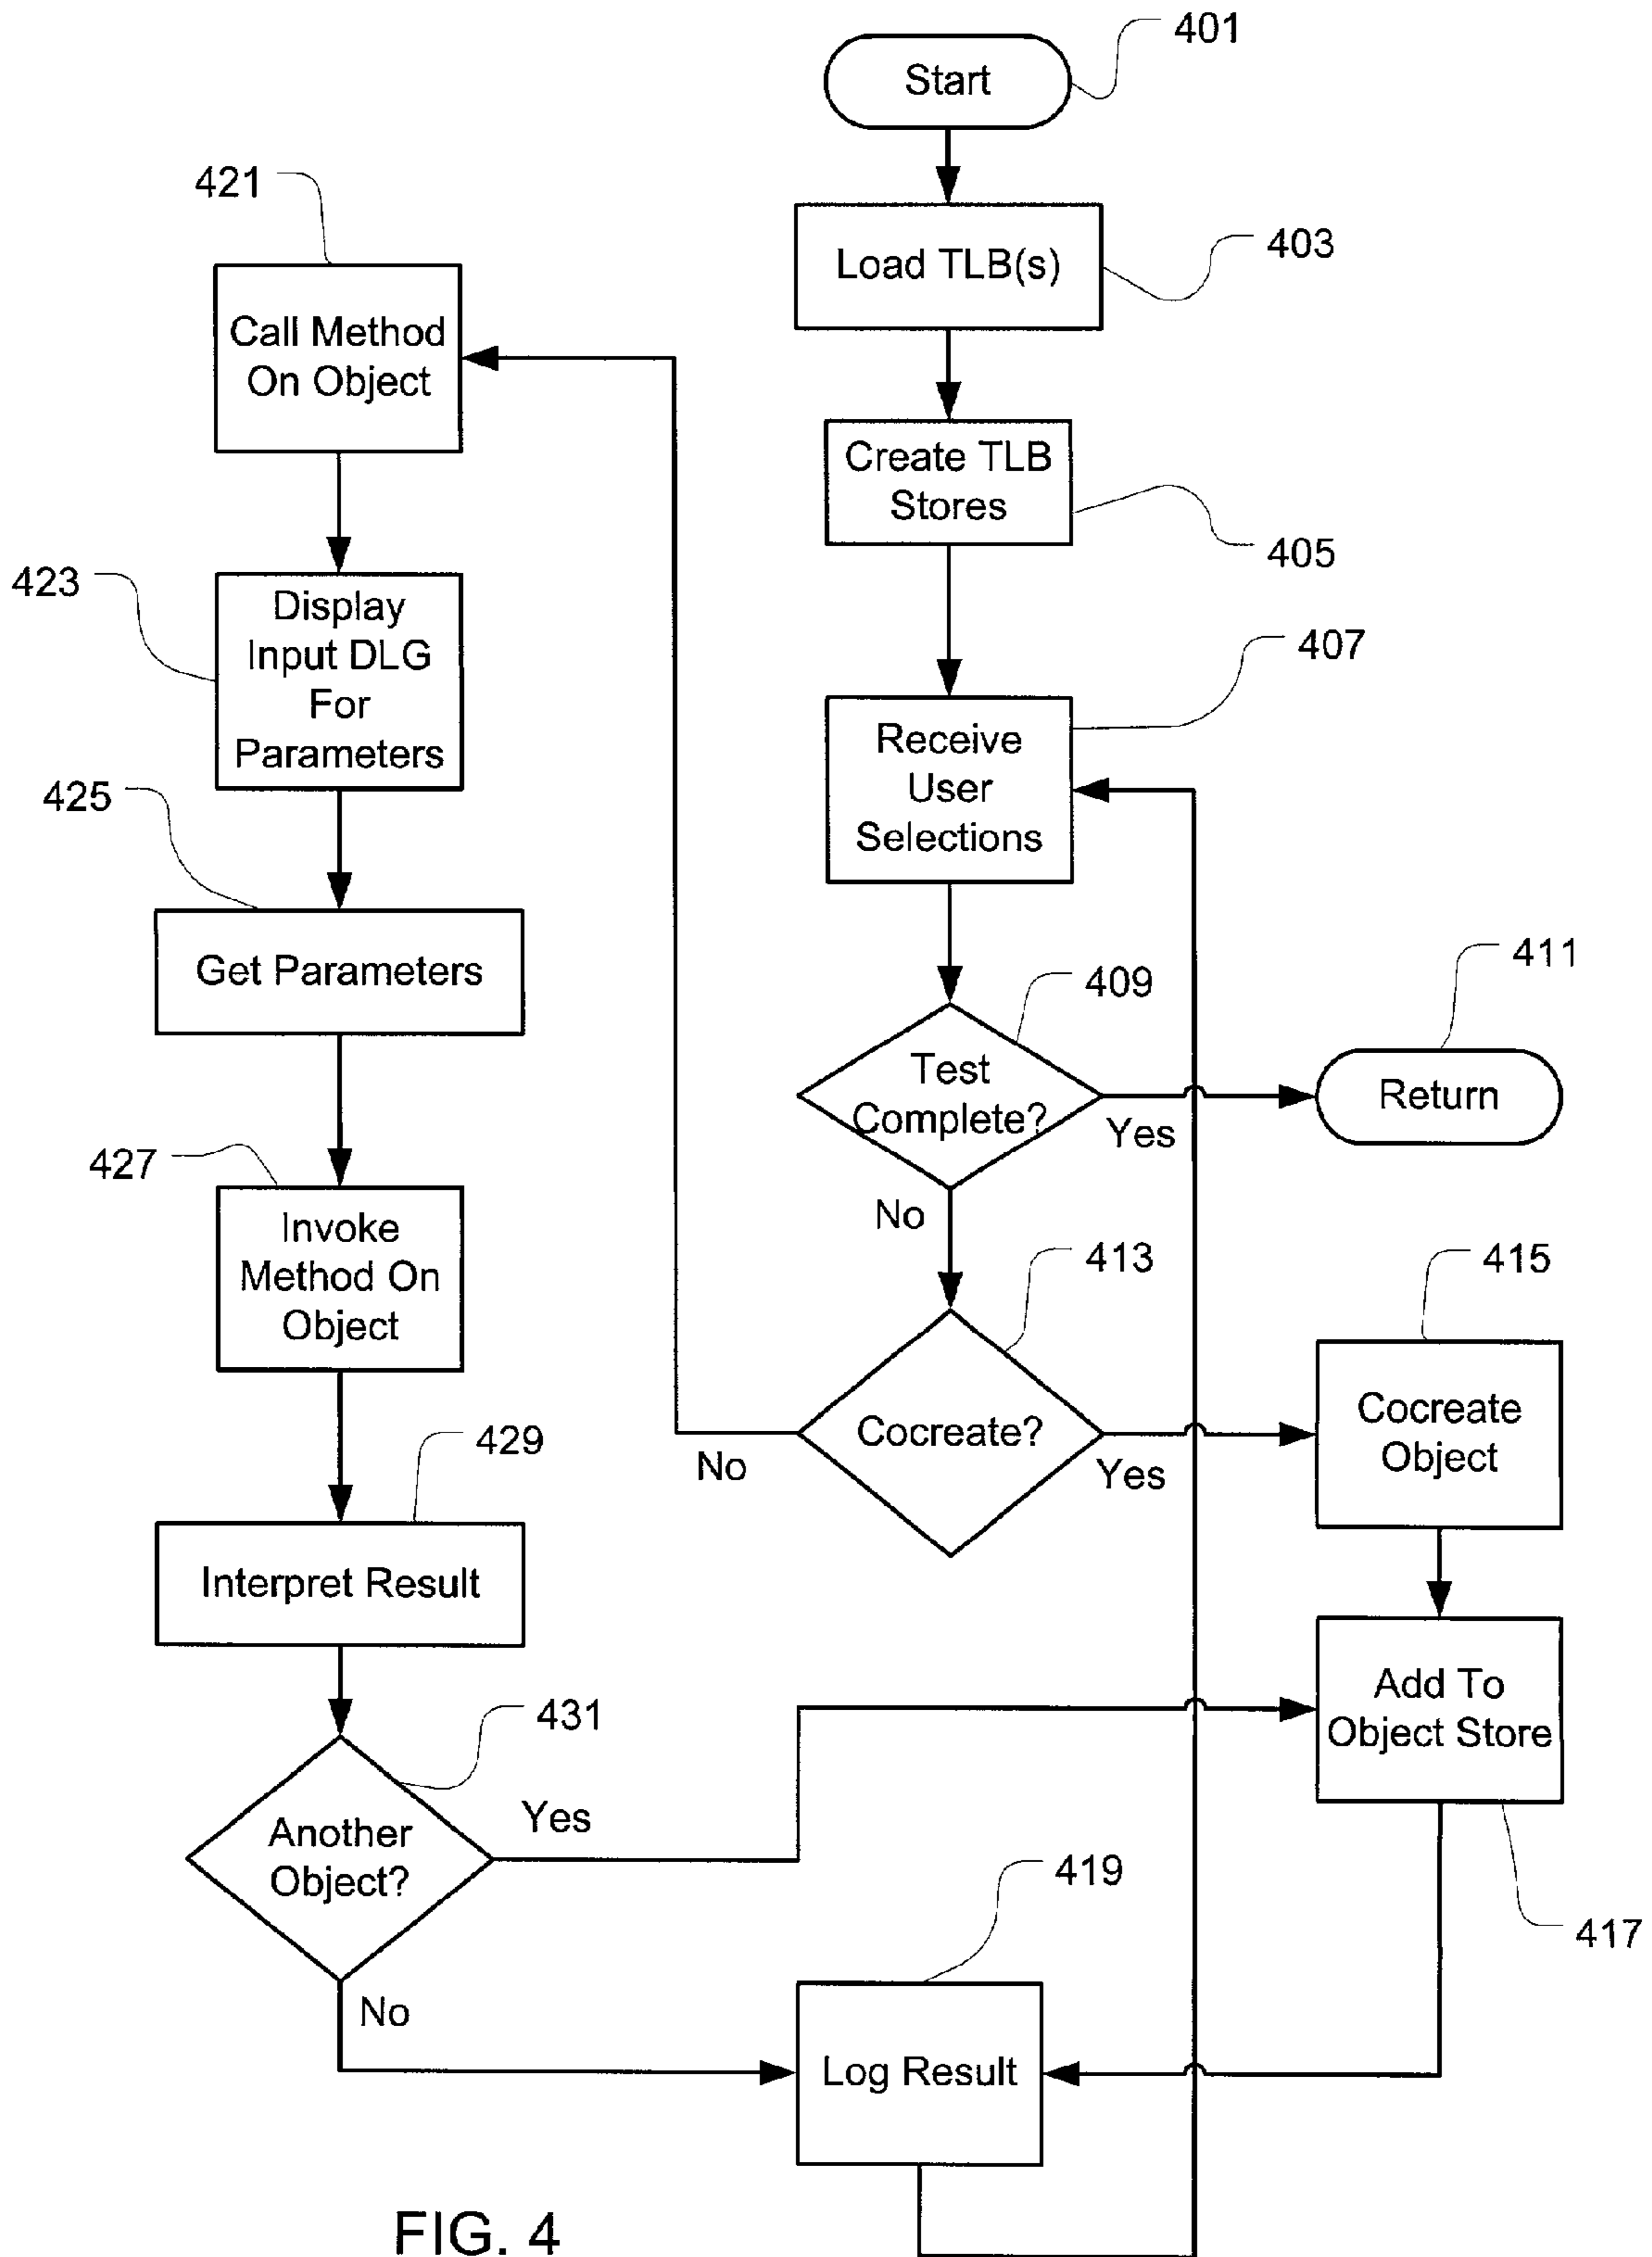 401
Start
403
Load TLB(s)
Create TLB
Stores
405
407
Receive
User
Selections
409
Test
Complete?
Yes
No
411
Return
413
Cocreate?
No
Yes
415
Cocreate
Object
Add To
Object Store
417
419
Log Result
421
Call Method
On Object
423
Display
Input DLG
For
Parameters
425
Get Parameters
427
Invoke
Method On
Object
429
Interpret Result
431
Another
Object?
Yes
No
FIG. 4